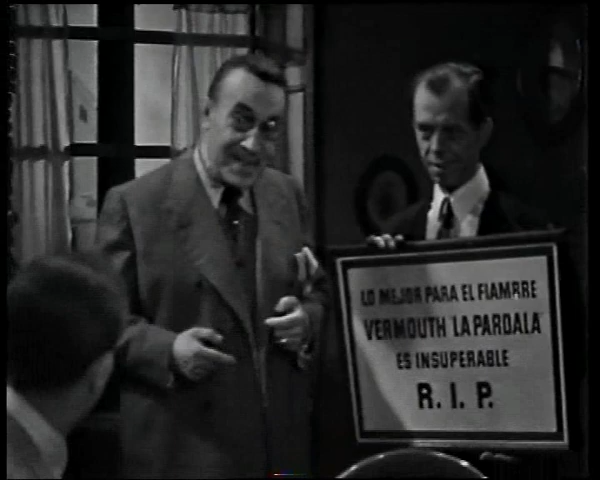 LO MEJOR PARA EL FIAMBRE
VERMOUTH "LA PARDALA"
ES INSUPERABLE
R. I. P.